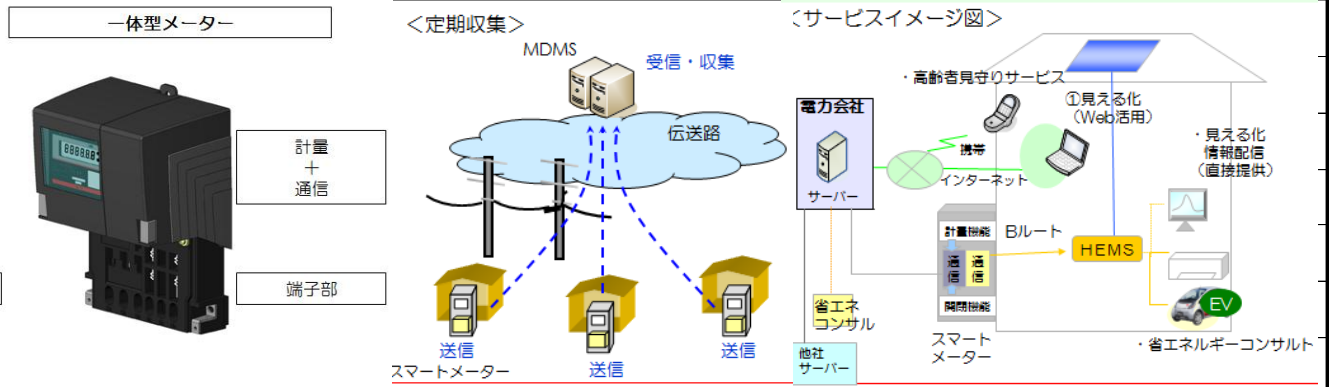 一体型メーター
888888
計量
+
通信
端子部
＜定期収集＞
MDMS
受信・収集
伝送路
送信
送信
送信
スマートメーター
＜サービスイメージ図＞
・高齢者見守りサービス
①見える化
（Web活用）
電力会社
サーバー
携帯
インターネット
・見える化
情報配信
（直接提供）
計量機能
Bルート
HEMS
通信
通信
開閉機能
EV
省エネ
コンサル
スマート
メーター
・省エネルギーコンサルト
他社
サーバー